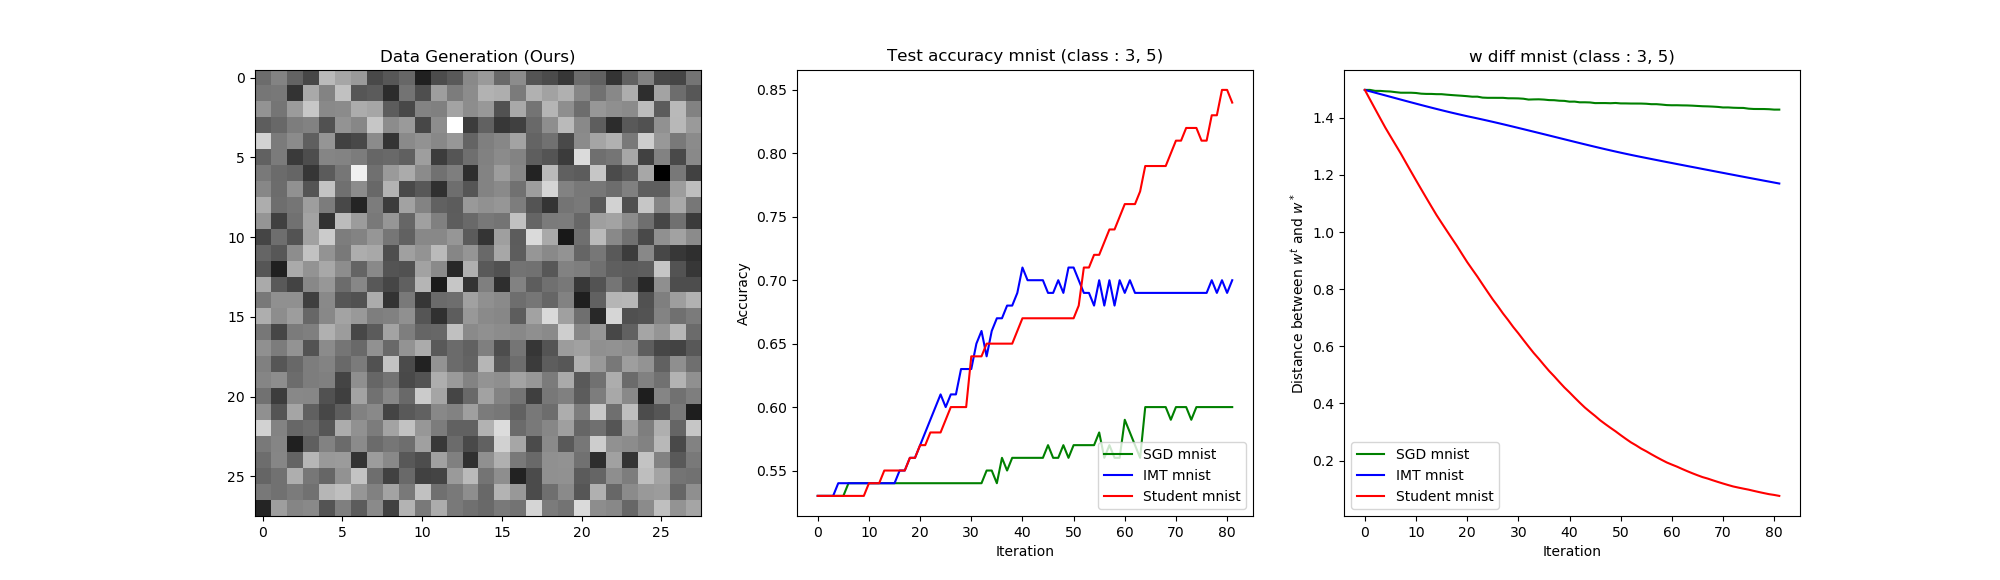 Data Generation (Ours)
0
5
10
15
20
25
0 5 10 15 20 25
Test accuracy mnist (class : 3, 5)
Accuracy
0.85
0.80
0.75
0.70
0.65
0.60
0.55
SGD mnist
IMT mnist
Student mnist
0 10 20 30 40 50 60 70 80
Iteration
w diff mnist (class : 3, 5)
Distance between w^t and w^*
1.4
1.2
1.0
0.8
0.6
0.4
0.2
SGD mnist
IMT mnist
Student mnist
0 10 20 30 40 50 60 70 80
Iteration